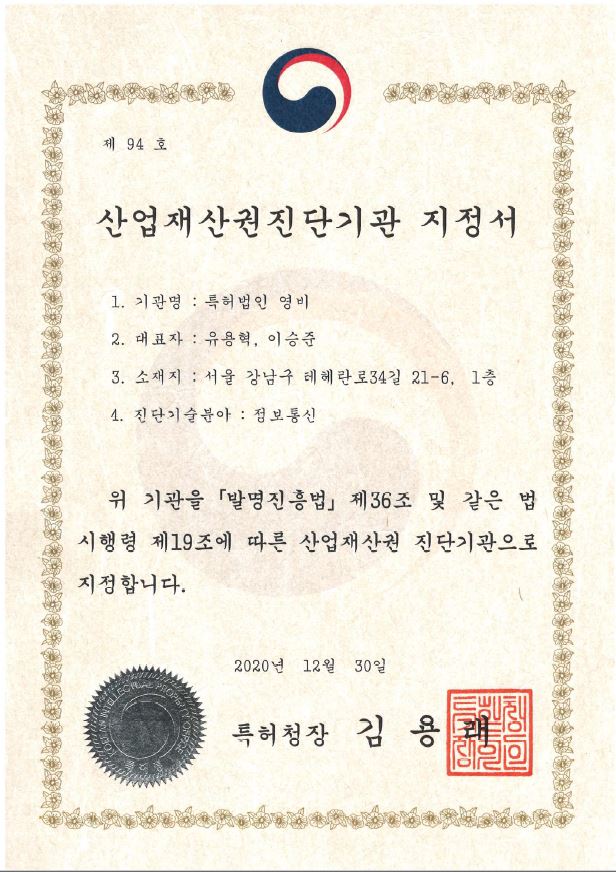 제 94 호
산업재산권진단기관 지정서
1. 기관명 : 특허법인 영비
2. 대표자 : 유용혁, 이승준
3. 소재지 : 서울 강남구 테헤란로34길 21-6, 1층
4. 진단기술분야 : 정보통신
위 기관을 「발명진흥법」 제36조 및 같은 법
시행령 제19조에 따른 산업재산권 진단기관으로
지정합니다.
2020년 12월 30일
특허청장 김 용 래
KOREAN INTELLECTUAL PROPERTY OFFICE